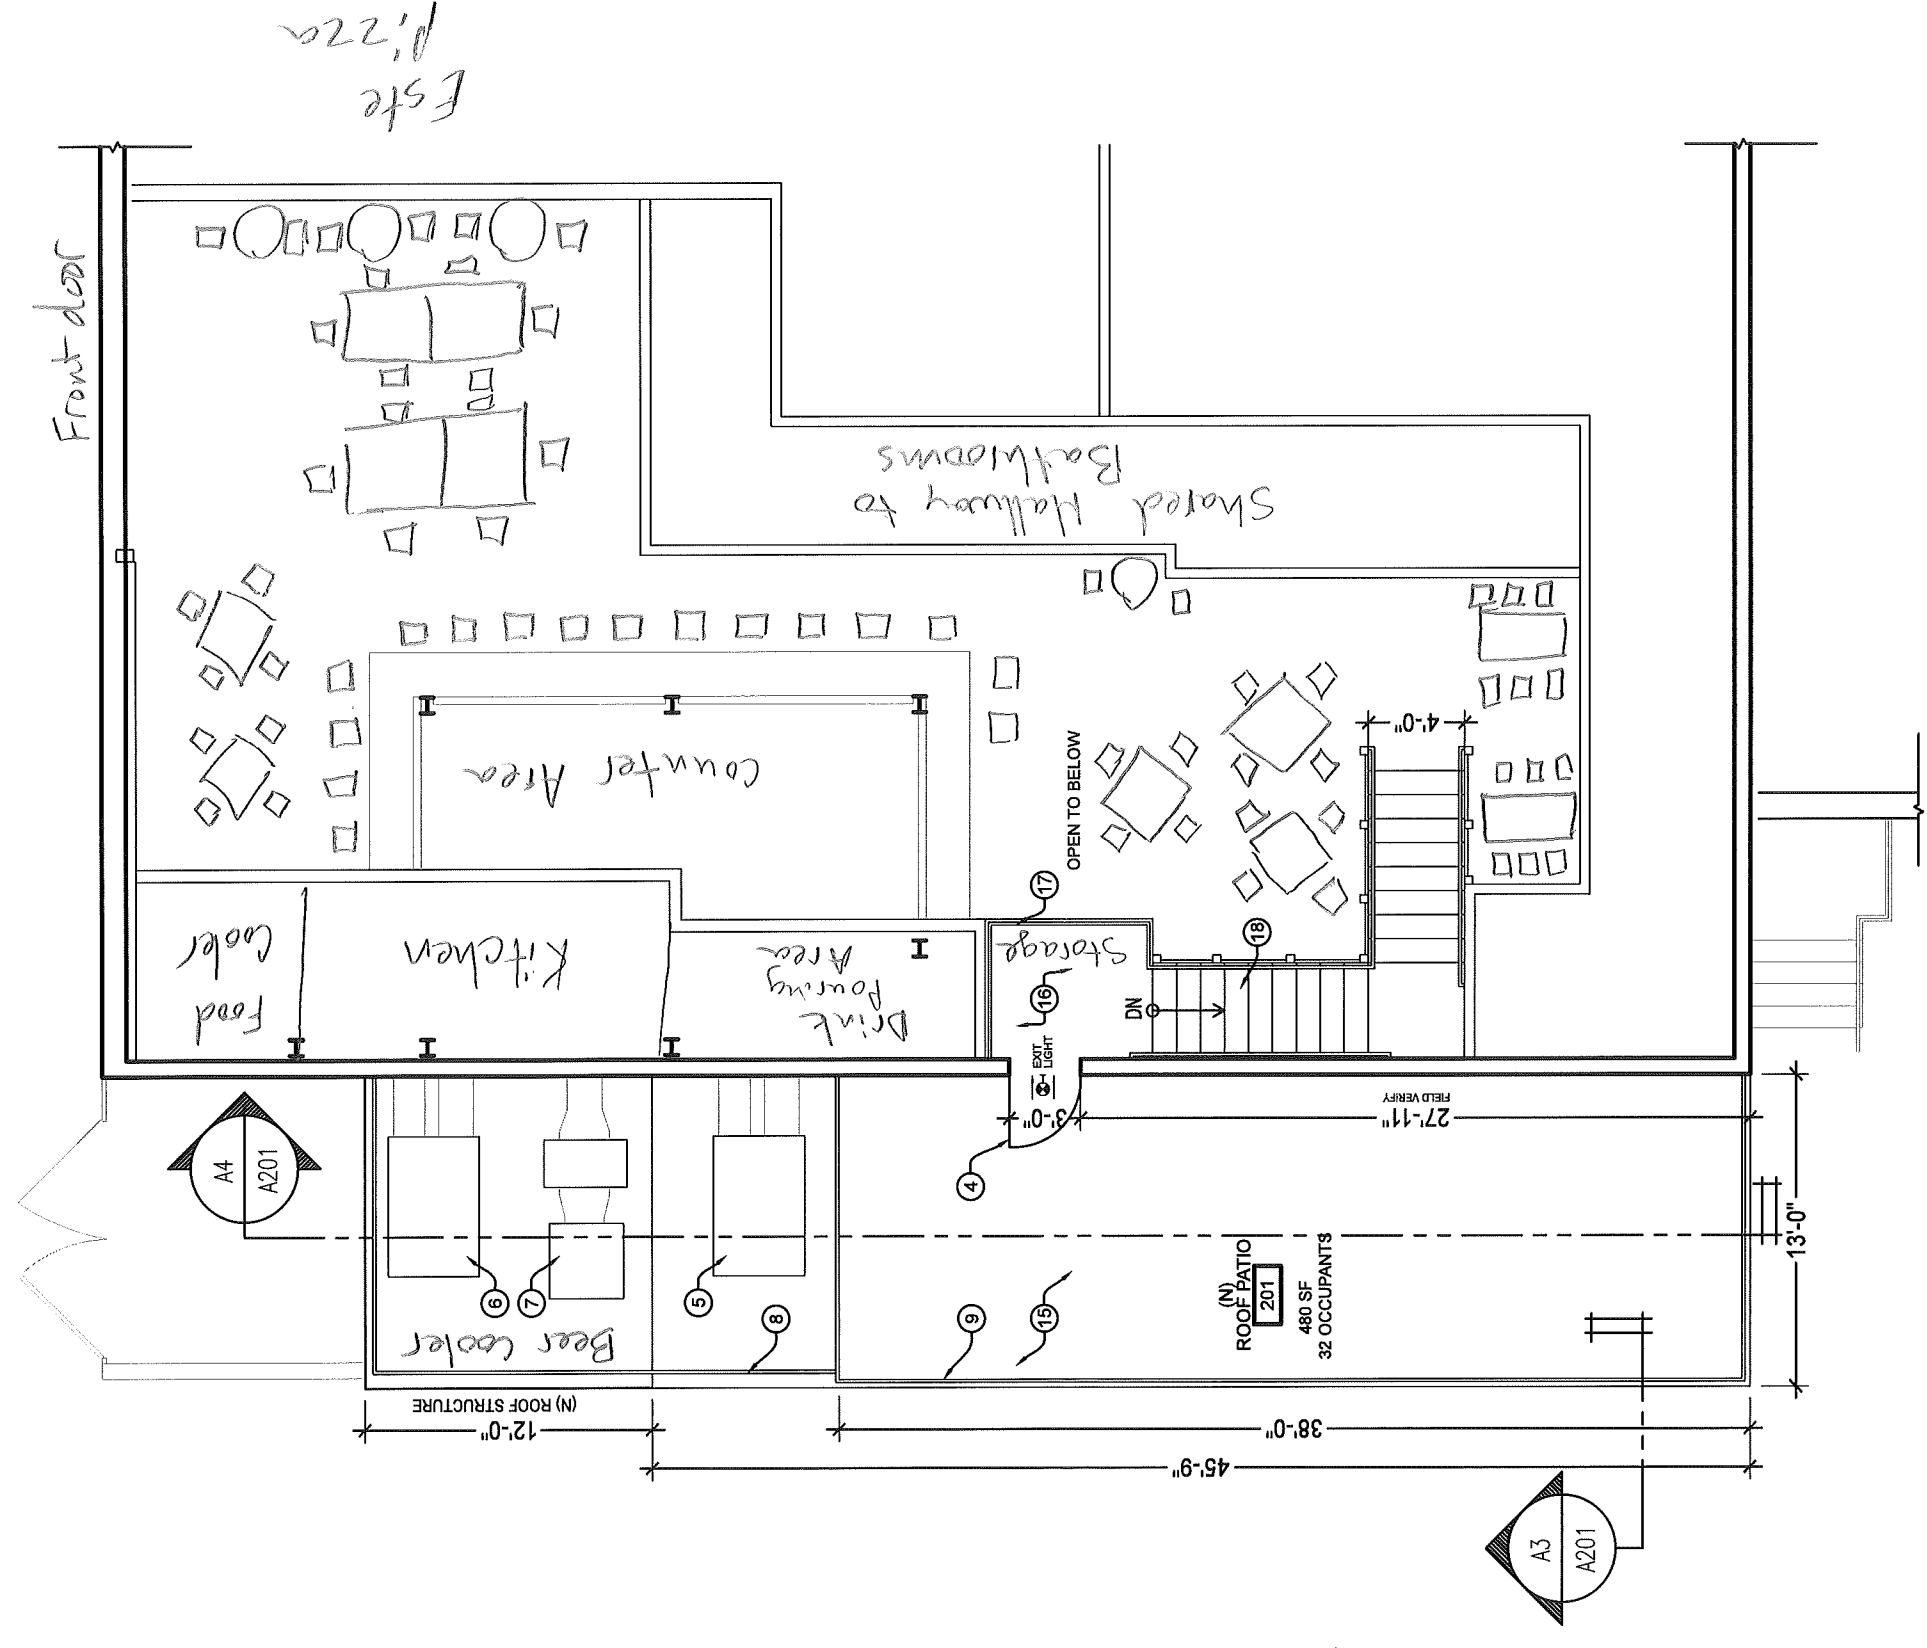 Este
Pizza
Front door
Shared Hallway to
Bathrooms
Counter Area
4'-0"
OPEN TO BELOW
17
18
Food
Cooler
Kitchen
Drink
Pouring
Area
Storage
16
DN
EXIT
LIGHT
3'-0"
27'-11"
FIELD VERIFY
4
A4
A201
6
7
5
8
9
15
Beer Cooler
(N)
ROOF PATIO
201
480 SF
32 OCCUPANTS
13'-0"
(N) ROOF STRUCTURE
12'-0"
38'-0"
45'-9"
A3
A201